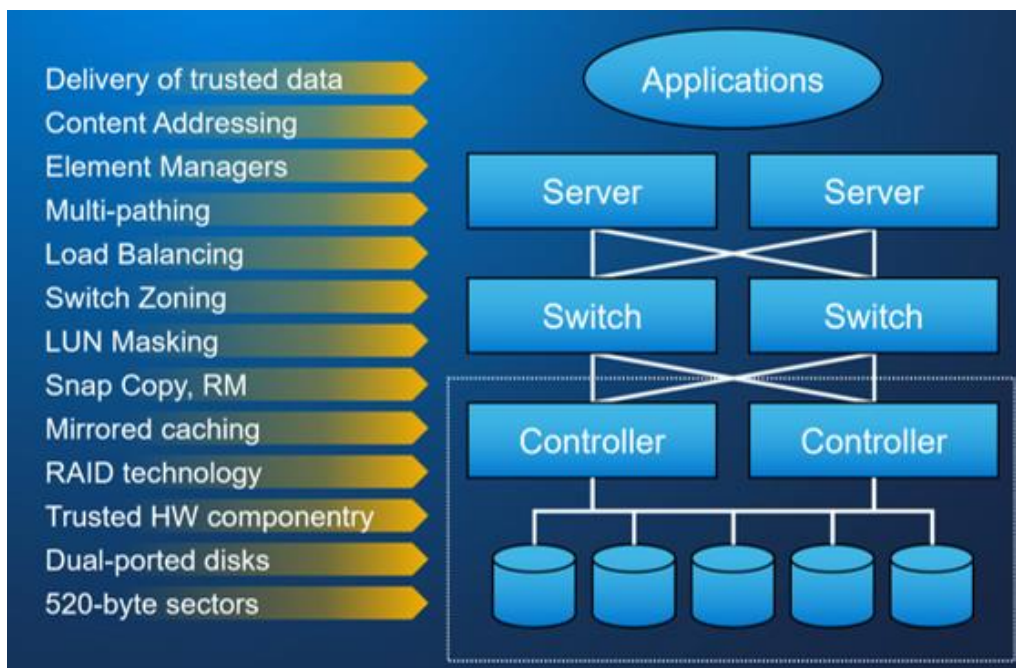 Delivery of trusted data
Content Addressing
Element Managers
Multi-pathing
Load Balancing
Switch Zoning
LUN Masking
Snap Copy, RM
Mirrored caching
RAID technology
Trusted HW componentry
Dual-ported disks
520-byte sectors
Applications
Server
Server
Switch
Switch
Controller
Controller